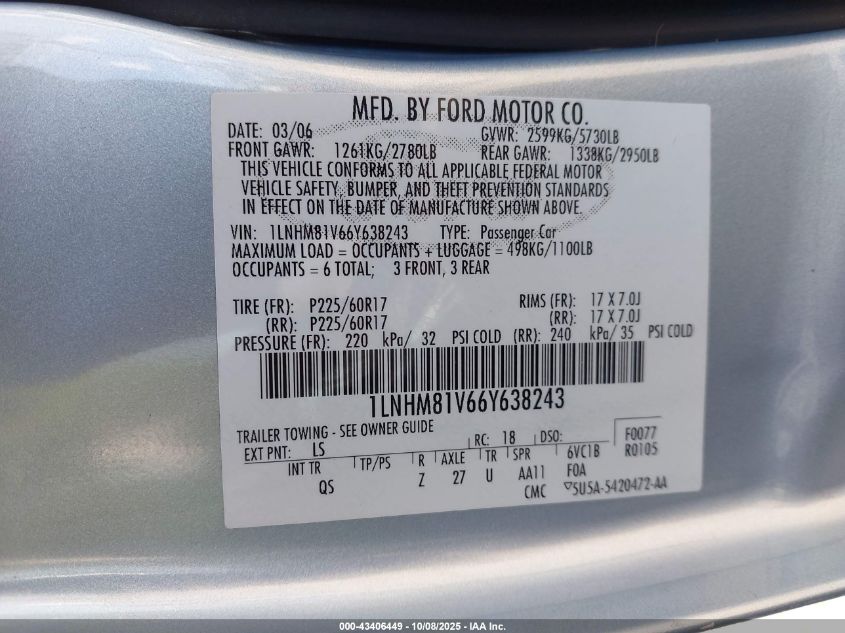 MFD. BY FORD MOTOR CO.
DATE: 03/06 GVWR: 2599KG/5730LB
FRONT GAWR: 1261KG/2780LB REAR GAWR: 1338KG/2950LB
THIS VEHICLE CONFORMS TO ALL APPLICABLE FEDERAL MOTOR
VEHICLE SAFETY, BUMPER, AND THEFT PREVENTION STANDARDS
IN EFFECT ON THE DATE OF MANUFACTURE SHOWN ABOVE.
VIN: 1LNHM81V66Y638243 TYPE: Passenger Car
MAXIMUM LOAD = OCCUPANTS + LUGGAGE = 498KG/1100LB
OCCUPANTS = 6 TOTAL; 3 FRONT, 3 REAR
TIRE (FR): P225/60R17 RIMS (FR): 17 X 7.0J
(RR): P225/60R17 (RR): 17 X 7.0J
PRESSURE (FR): 220 kPa/ 32 PSI COLD (RR): 240 kPa/ 35 PSI COLD
1LNHM81V66Y638243
TRAILER TOWING - SEE OWNER GUIDE
EXT PNT: LS RC: 18 DSO: F0077
R0105
INT TR TP/PS R AXLE TR SPR 6VC1B
QS Z 27 U AA11 F0A
CMC ▽5U5A-5420472-AA
000-43406449 - 10/08/2025 - IAA Inc.